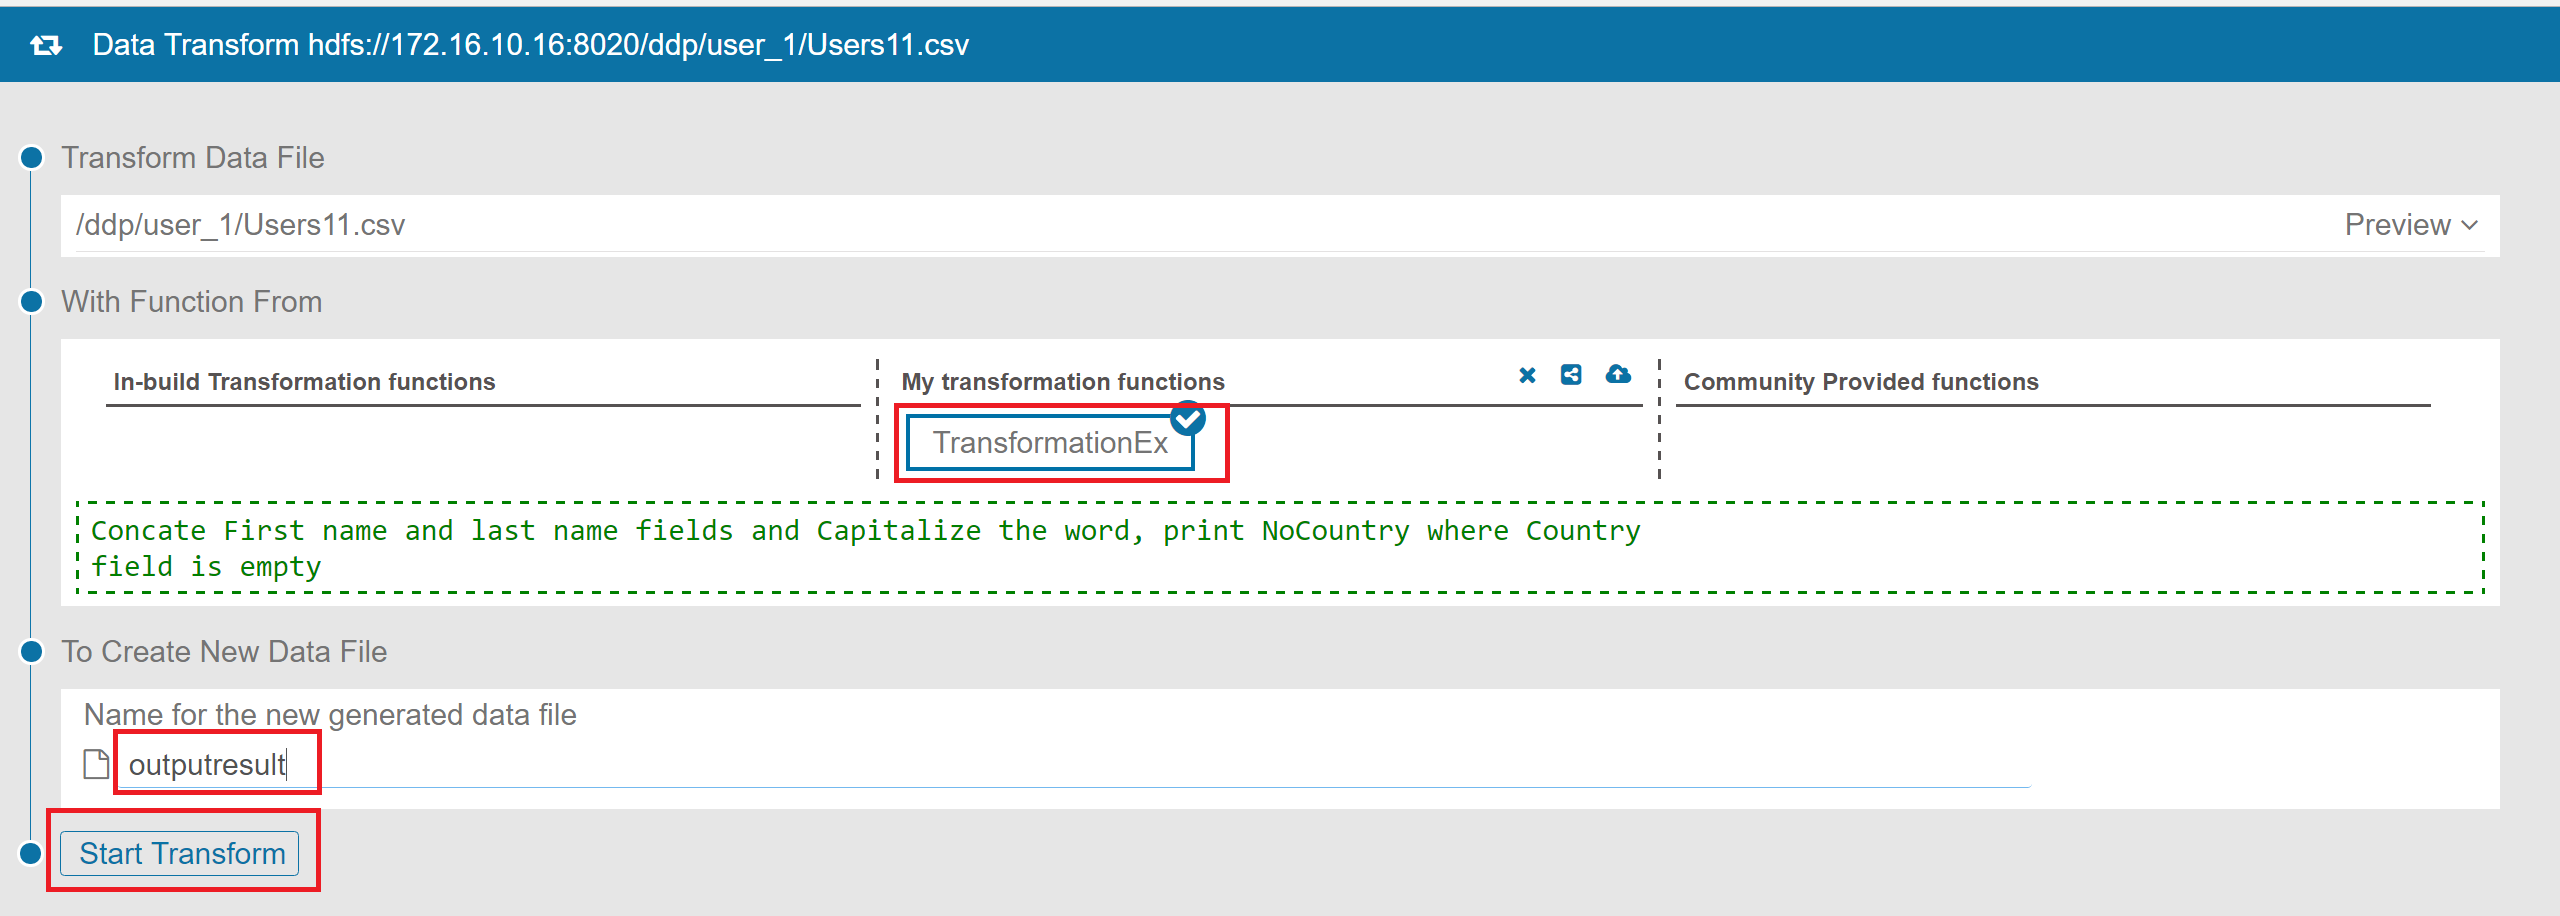 Data Transform hdfs://172.16.10.16:8020/ddp/user_1/Users11.csv
Transform Data File
/ddp/user_1/Users11.csv
Preview
With Function From
In-build Transformation functions
My transformation functions
Community Provided functions
TransformationEx
Concate First name and last name fields and Capitalize the word, print NoCountry where Country
field is empty
To Create New Data File
Name for the new generated data file
outputresult
Start Transform